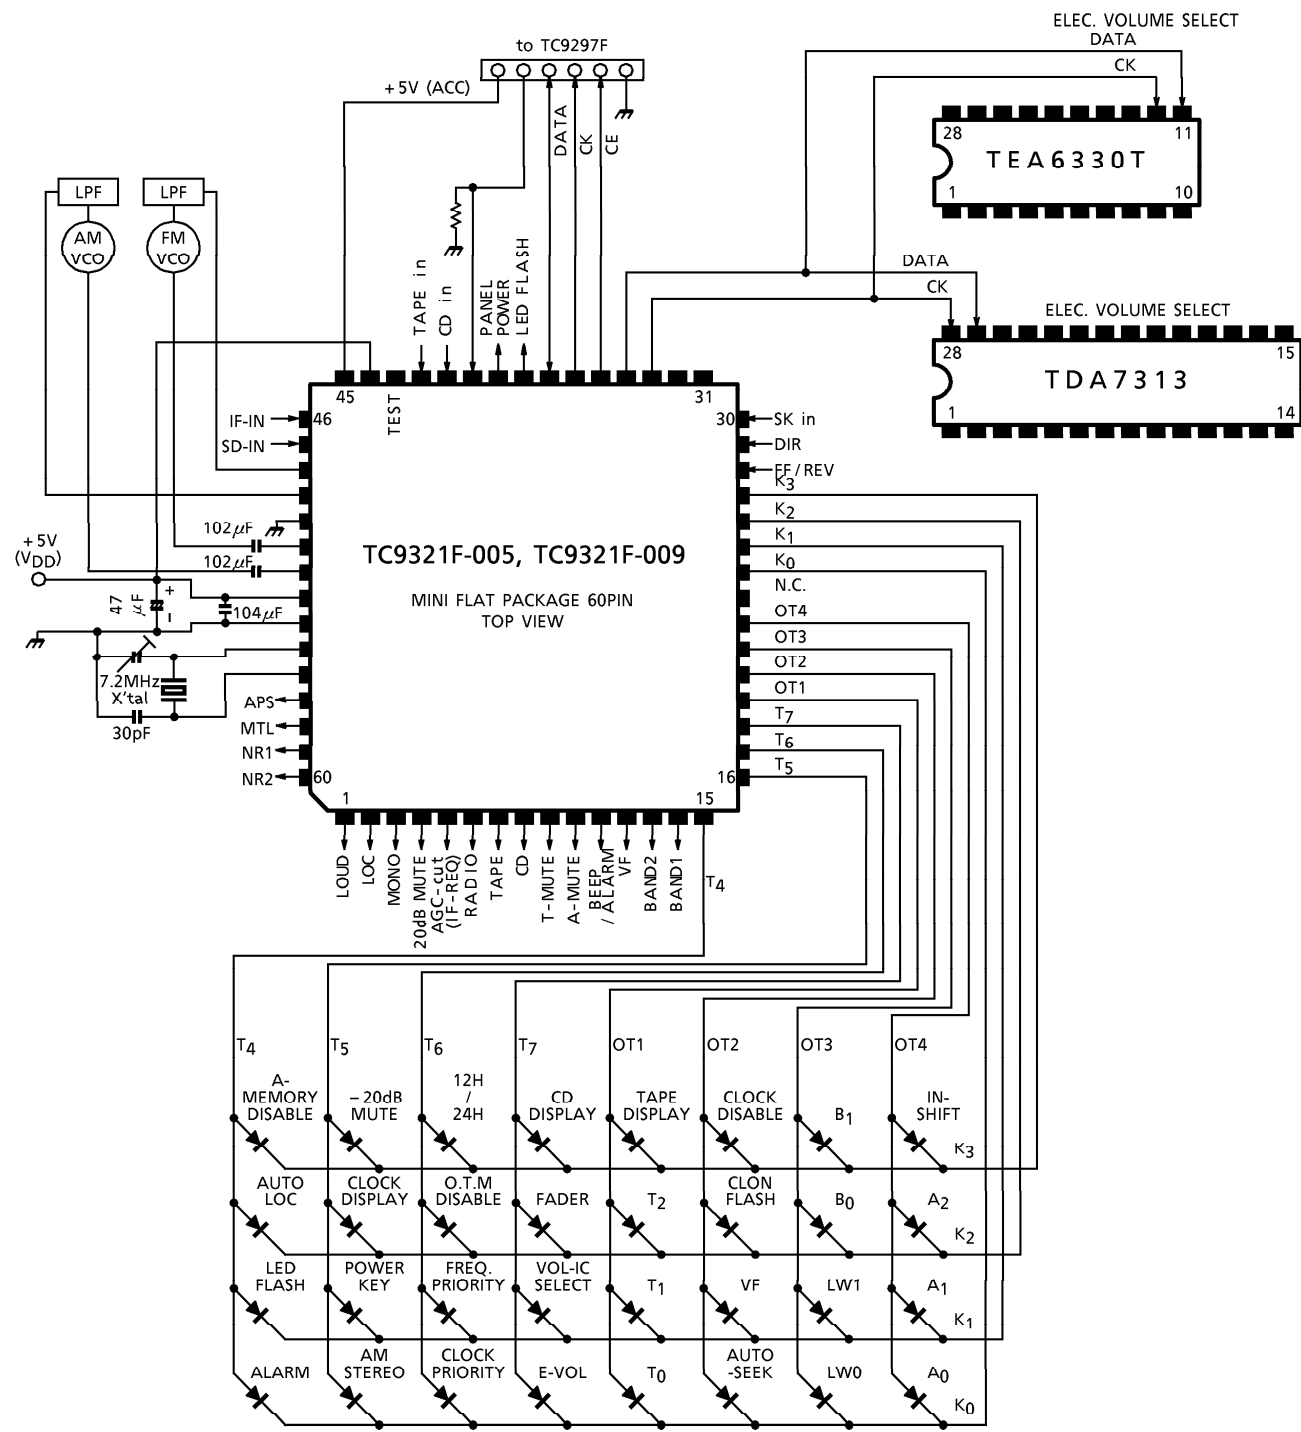 ELEC. VOLUME SELECT
DATA
CK
to TC9297F
+5V (ACC)
DATA
CK
CE
28
11
TEA6330T
1
10
LPF
LPF
AM
VCO
FM
VCO
TAPE in
CD in
PANEL
POWER
LED FLASH
DATA
CK
ELEC. VOLUME SELECT
28
15
TDA7313
1
14
45
TEST
31
IF-IN
46
SD-IN
30
SK in
DIR
FF/REV
K3
K2
K1
K0
N.C.
OT4
OT3
OT2
OT1
T7
T6
T5
+5V
(VDD)
102μF
102μF
47
μF
+
-
104μF
7.2MHz
X'tal
30pF
TC9321F-005, TC9321F-009
MINI FLAT PACKAGE 60PIN
TOP VIEW
APS
MTL
NR1
NR2
60
16
1
15
LOUD
LOC
MONO
20dB MUTE
AGC-cut
(IF-REQ)
RADIO
TAPE
CD
T-MUTE
A-MUTE
BEEP
/ALARM
VF
BAND2
BAND1
T4
T4
T5
T6
T7
OT1
OT2
OT3
OT4
A-
MEMORY
DISABLE
-20dB
MUTE
12H
/
24H
CD
DISPLAY
TAPE
DISPLAY
CLOCK
DISABLE
B1
IN-
SHIFT
K3
AUTO
LOC
CLOCK
DISPLAY
O.T.M
DISABLE
FADER
T2
CLON
FLASH
B0
A2
K2
LED
FLASH
POWER
KEY
FREQ.
PRIORITY
VOL-IC
SELECT
T1
VF
LW1
A1
K1
ALARM
AM
STEREO
CLOCK
PRIORITY
E-VOL
T0
AUTO
-SEEK
LW0
A0
K0